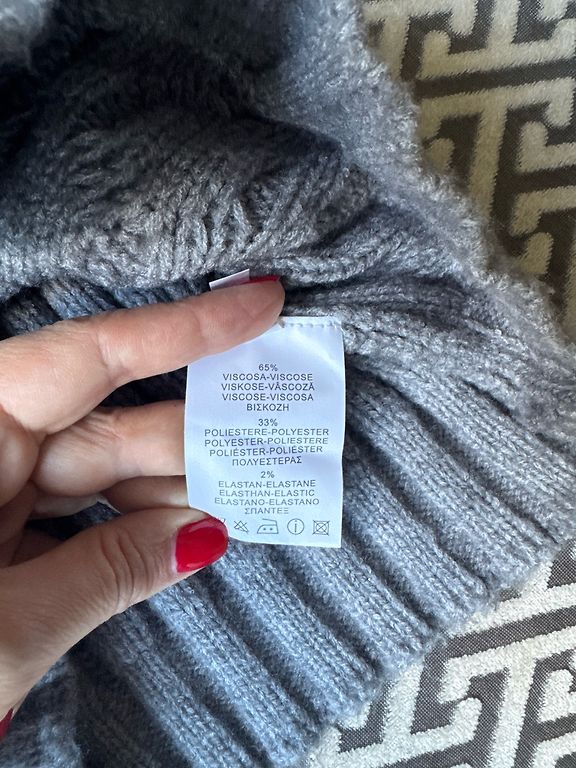 65%
VISCOSA-VISCOSE
VISKOSE-VÂSCOZĂ
VISCOSE-VISCOSA
ΒΙΣΚΟΖΗ
33%
POLIESTERE-POLYESTER
POLYESTER-POLIESTERE
POLIÉSTER-POLIÉSTER
ΠΟΛΥΕΣΤΕΡΑΣ
2%
ELASTAN-ELASTANE
ELASTHAN-ELASTIC
ELASTANO-ELASTANO
ΣΠΑΝΤΕΞ